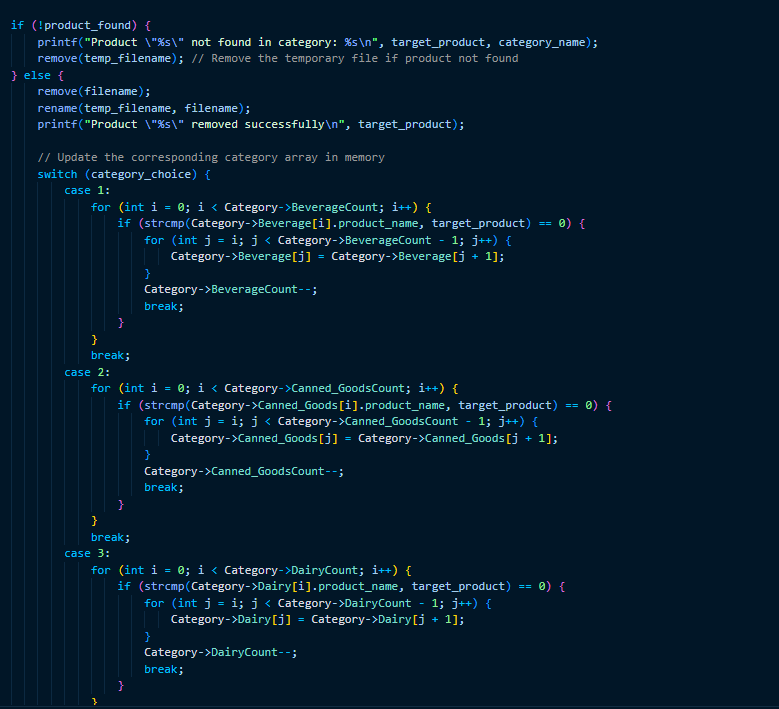 if (!product_found) {
    printf("Product \"%s\" not found in category: %s\n", target_product, category_name);
    remove(temp_filename); // Remove the temporary file if product not found
} else {
    remove(filename);
    rename(temp_filename, filename);
    printf("Product \"%s\" removed successfully\n", target_product);

    // Update the corresponding category array in memory
    switch (category_choice) {
        case 1:
            for (int i = 0; i < Category->BeverageCount; i++) {
                if (strcmp(Category->Beverage[i].product_name, target_product) == 0) {
                    for (int j = i; j < Category->BeverageCount - 1; j++) {
                        Category->Beverage[j] = Category->Beverage[j + 1];
                    }
                    Category->BeverageCount--;
                    break;
                }
            }
            break;
        case 2:
            for (int i = 0; i < Category->Canned_GoodsCount; i++) {
                if (strcmp(Category->Canned_Goods[i].product_name, target_product) == 0) {
                    for (int j = i; j < Category->Canned_GoodsCount - 1; j++) {
                        Category->Canned_Goods[j] = Category->Canned_Goods[j + 1];
                    }
                    Category->Canned_GoodsCount--;
                    break;
                }
            }
            break;
        case 3:
            for (int i = 0; i < Category->DairyCount; i++) {
                if (strcmp(Category->Dairy[i].product_name, target_product) == 0) {
                    for (int j = i; j < Category->DairyCount - 1; j++) {
                        Category->Dairy[j] = Category->Dairy[j + 1];
                    }
                    Category->DairyCount--;
                    break;
                }
            }